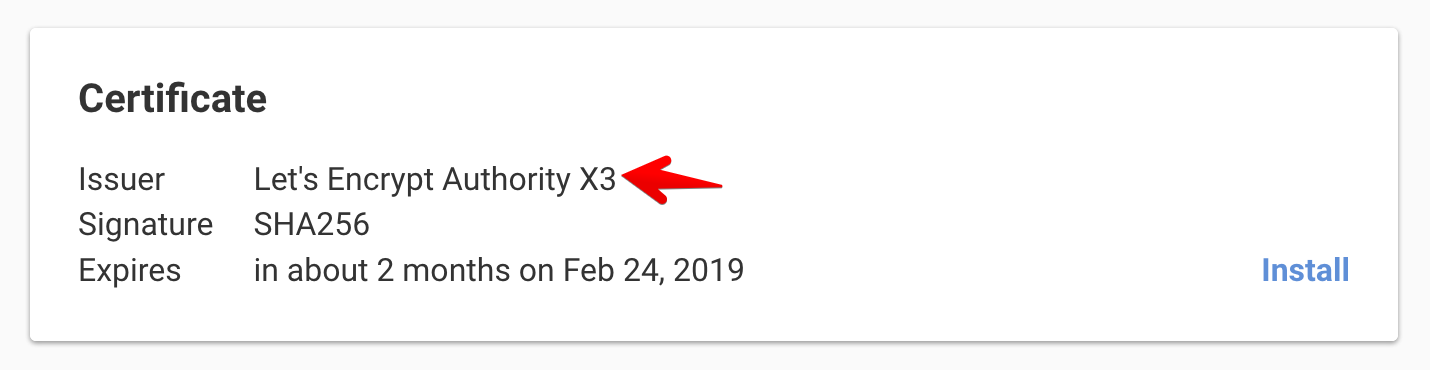 Certificate
Issuer Let's Encrypt Authority X3
Signature SHA256
Expires in about 2 months on Feb 24, 2019 Install